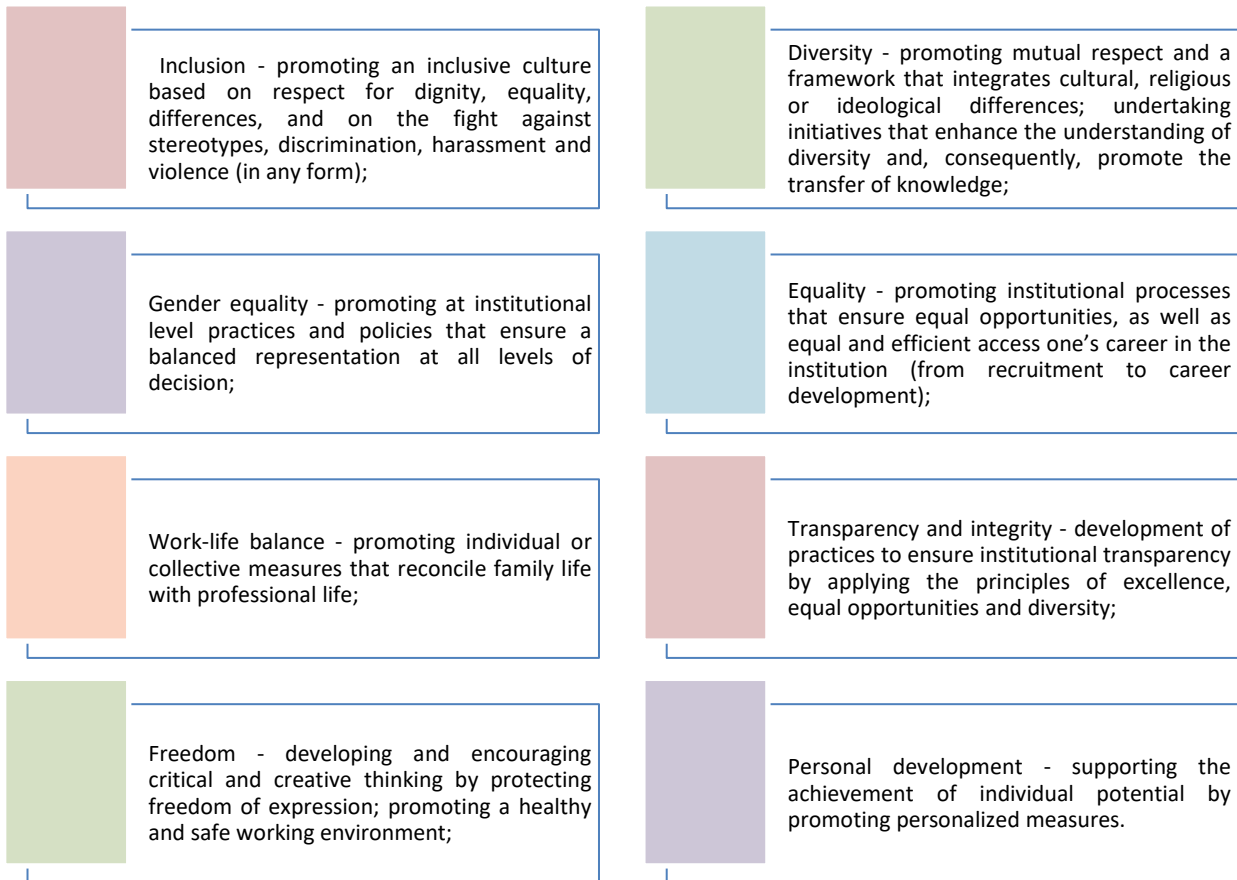 Inclusion - promoting an inclusive culture
based on respect for dignity, equality,
differences, and on the fight against
stereotypes, discrimination, harassment and
violence (in any form);
Diversity - promoting mutual respect and a
framework that integrates cultural, religious
or ideological differences; undertaking
initiatives that enhance the understanding of
diversity and, consequently, promote the
transfer of knowledge;
Gender equality - promoting at institutional
level practices and policies that ensure a
balanced representation at all levels of
decision;
Equality - promoting institutional processes
that ensure equal opportunities, as well as
equal and efficient access one’s career in the
institution (from recruitment to career
development);
Work-life balance - promoting individual or
collective measures that reconcile family life
with professional life;
Transparency and integrity - development of
practices to ensure institutional transparency
by applying the principles of excellence,
equal opportunities and diversity;
Freedom - developing and encouraging
critical and creative thinking by protecting
freedom of expression; promoting a healthy
and safe working environment;
Personal development - supporting the
achievement of individual potential by
promoting personalized measures.